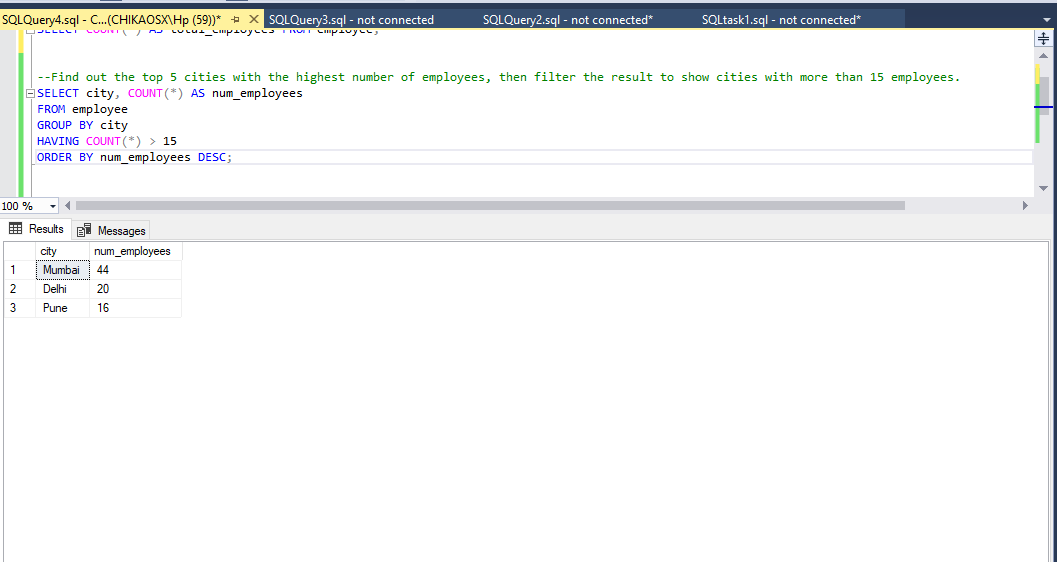 SQLQuery4.sql - C...(CHIKAOSX\Hp (59))* SQLQuery3.sql - not connected SQLQuery2.sql - not connected* SQLtask1.sql - not connected*
SELECT COUNT(*) AS total_employees FROM employee;
--Find out the top 5 cities with the highest number of employees, then filter the result to show cities with more than 15 employees.
SELECT city, COUNT(*) AS num_employees
FROM employee
GROUP BY city
HAVING COUNT(*) > 15
ORDER BY num_employees DESC;
100 %
Results Messages
city num_employees
1 Mumbai 44
2 Delhi 20
3 Pune 16